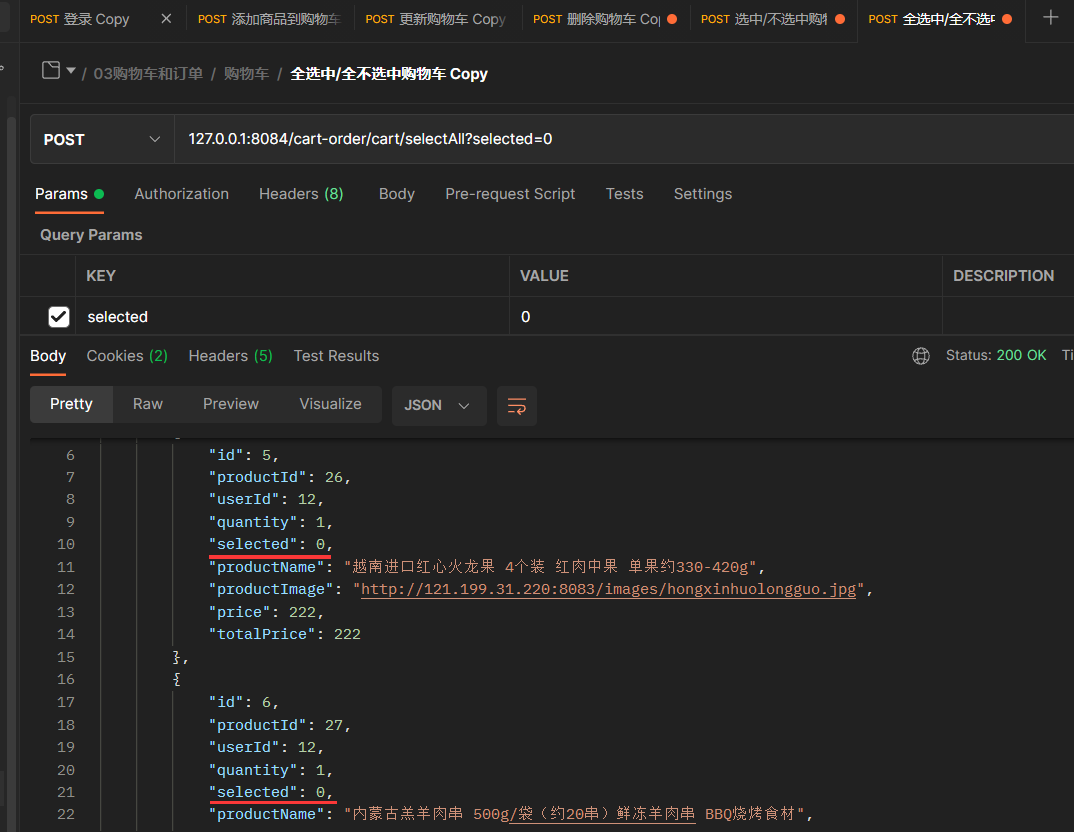 POST 登录 Copy
POST 添加商品到购物车
POST 更新购物车 Copy
POST 删除购物车 Co
POST 选中/不选中购
POST 全选中/全不选
/ 03购物车和订单 / 购物车 / 全选中/全不选中购物车 Copy
POST 127.0.0.1:8084/cart-order/cart/selectAll?selected=0
Params Authorization Headers (8) Body Pre-request Script Tests Settings
Query Params
KEY VALUE DESCRIPTION
selected 0
Body Cookies (2) Headers (5) Test Results Status: 200 OK Ti
Pretty Raw Preview Visualize JSON
6 "id": 5,
7 "productId": 26,
8 "userId": 12,
9 "quantity": 1,
10 "selected": 0,
11 "productName": "越南进口红心火龙果 4个装 红肉中果 单果约330-420g",
12 "productImage": "http://121.199.31.220:8083/images/hongxinhuolongguo.jpg",
13 "price": 222,
14 "totalPrice": 222
15 },
16 {
17 "id": 6,
18 "productId": 27,
19 "userId": 12,
20 "quantity": 1,
21 "selected": 0,
22 "productName": "内蒙古羔羊肉串 500g/袋（约20串）鲜冻羊肉串 BBQ烧烤食材",